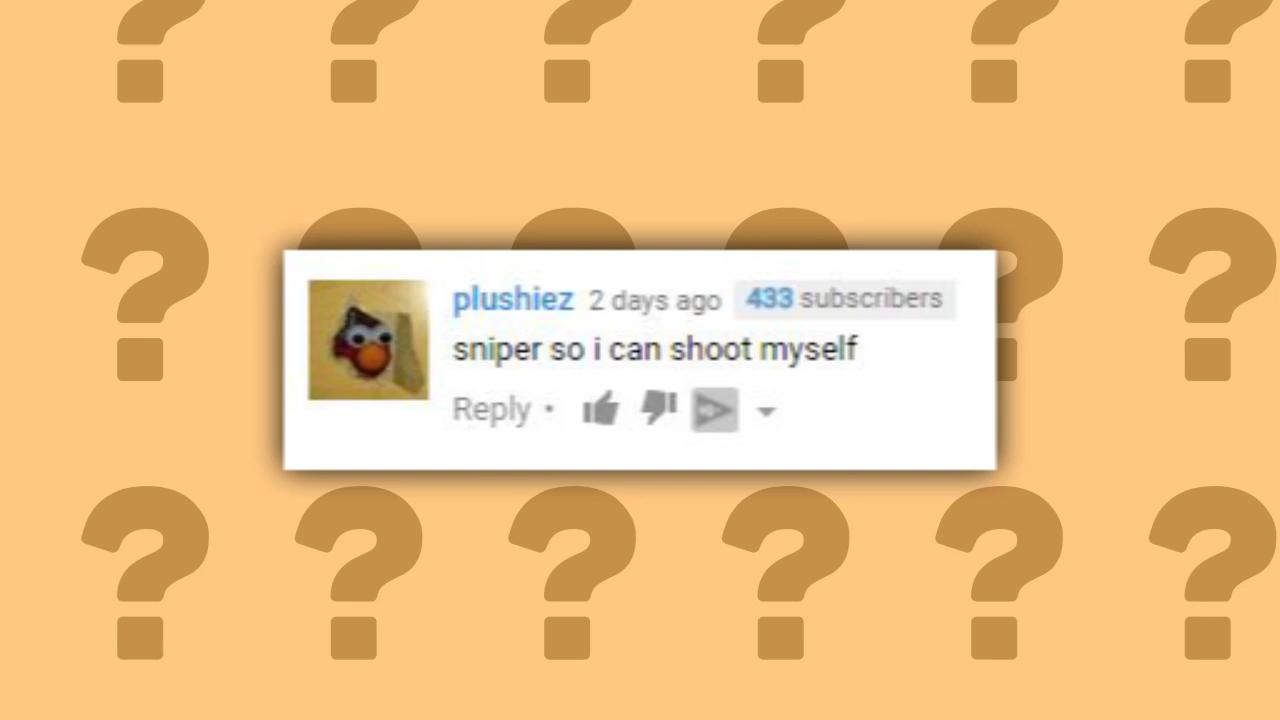 plushiez 2 days ago 433 subscribers
sniper so i can shoot myself
Reply •